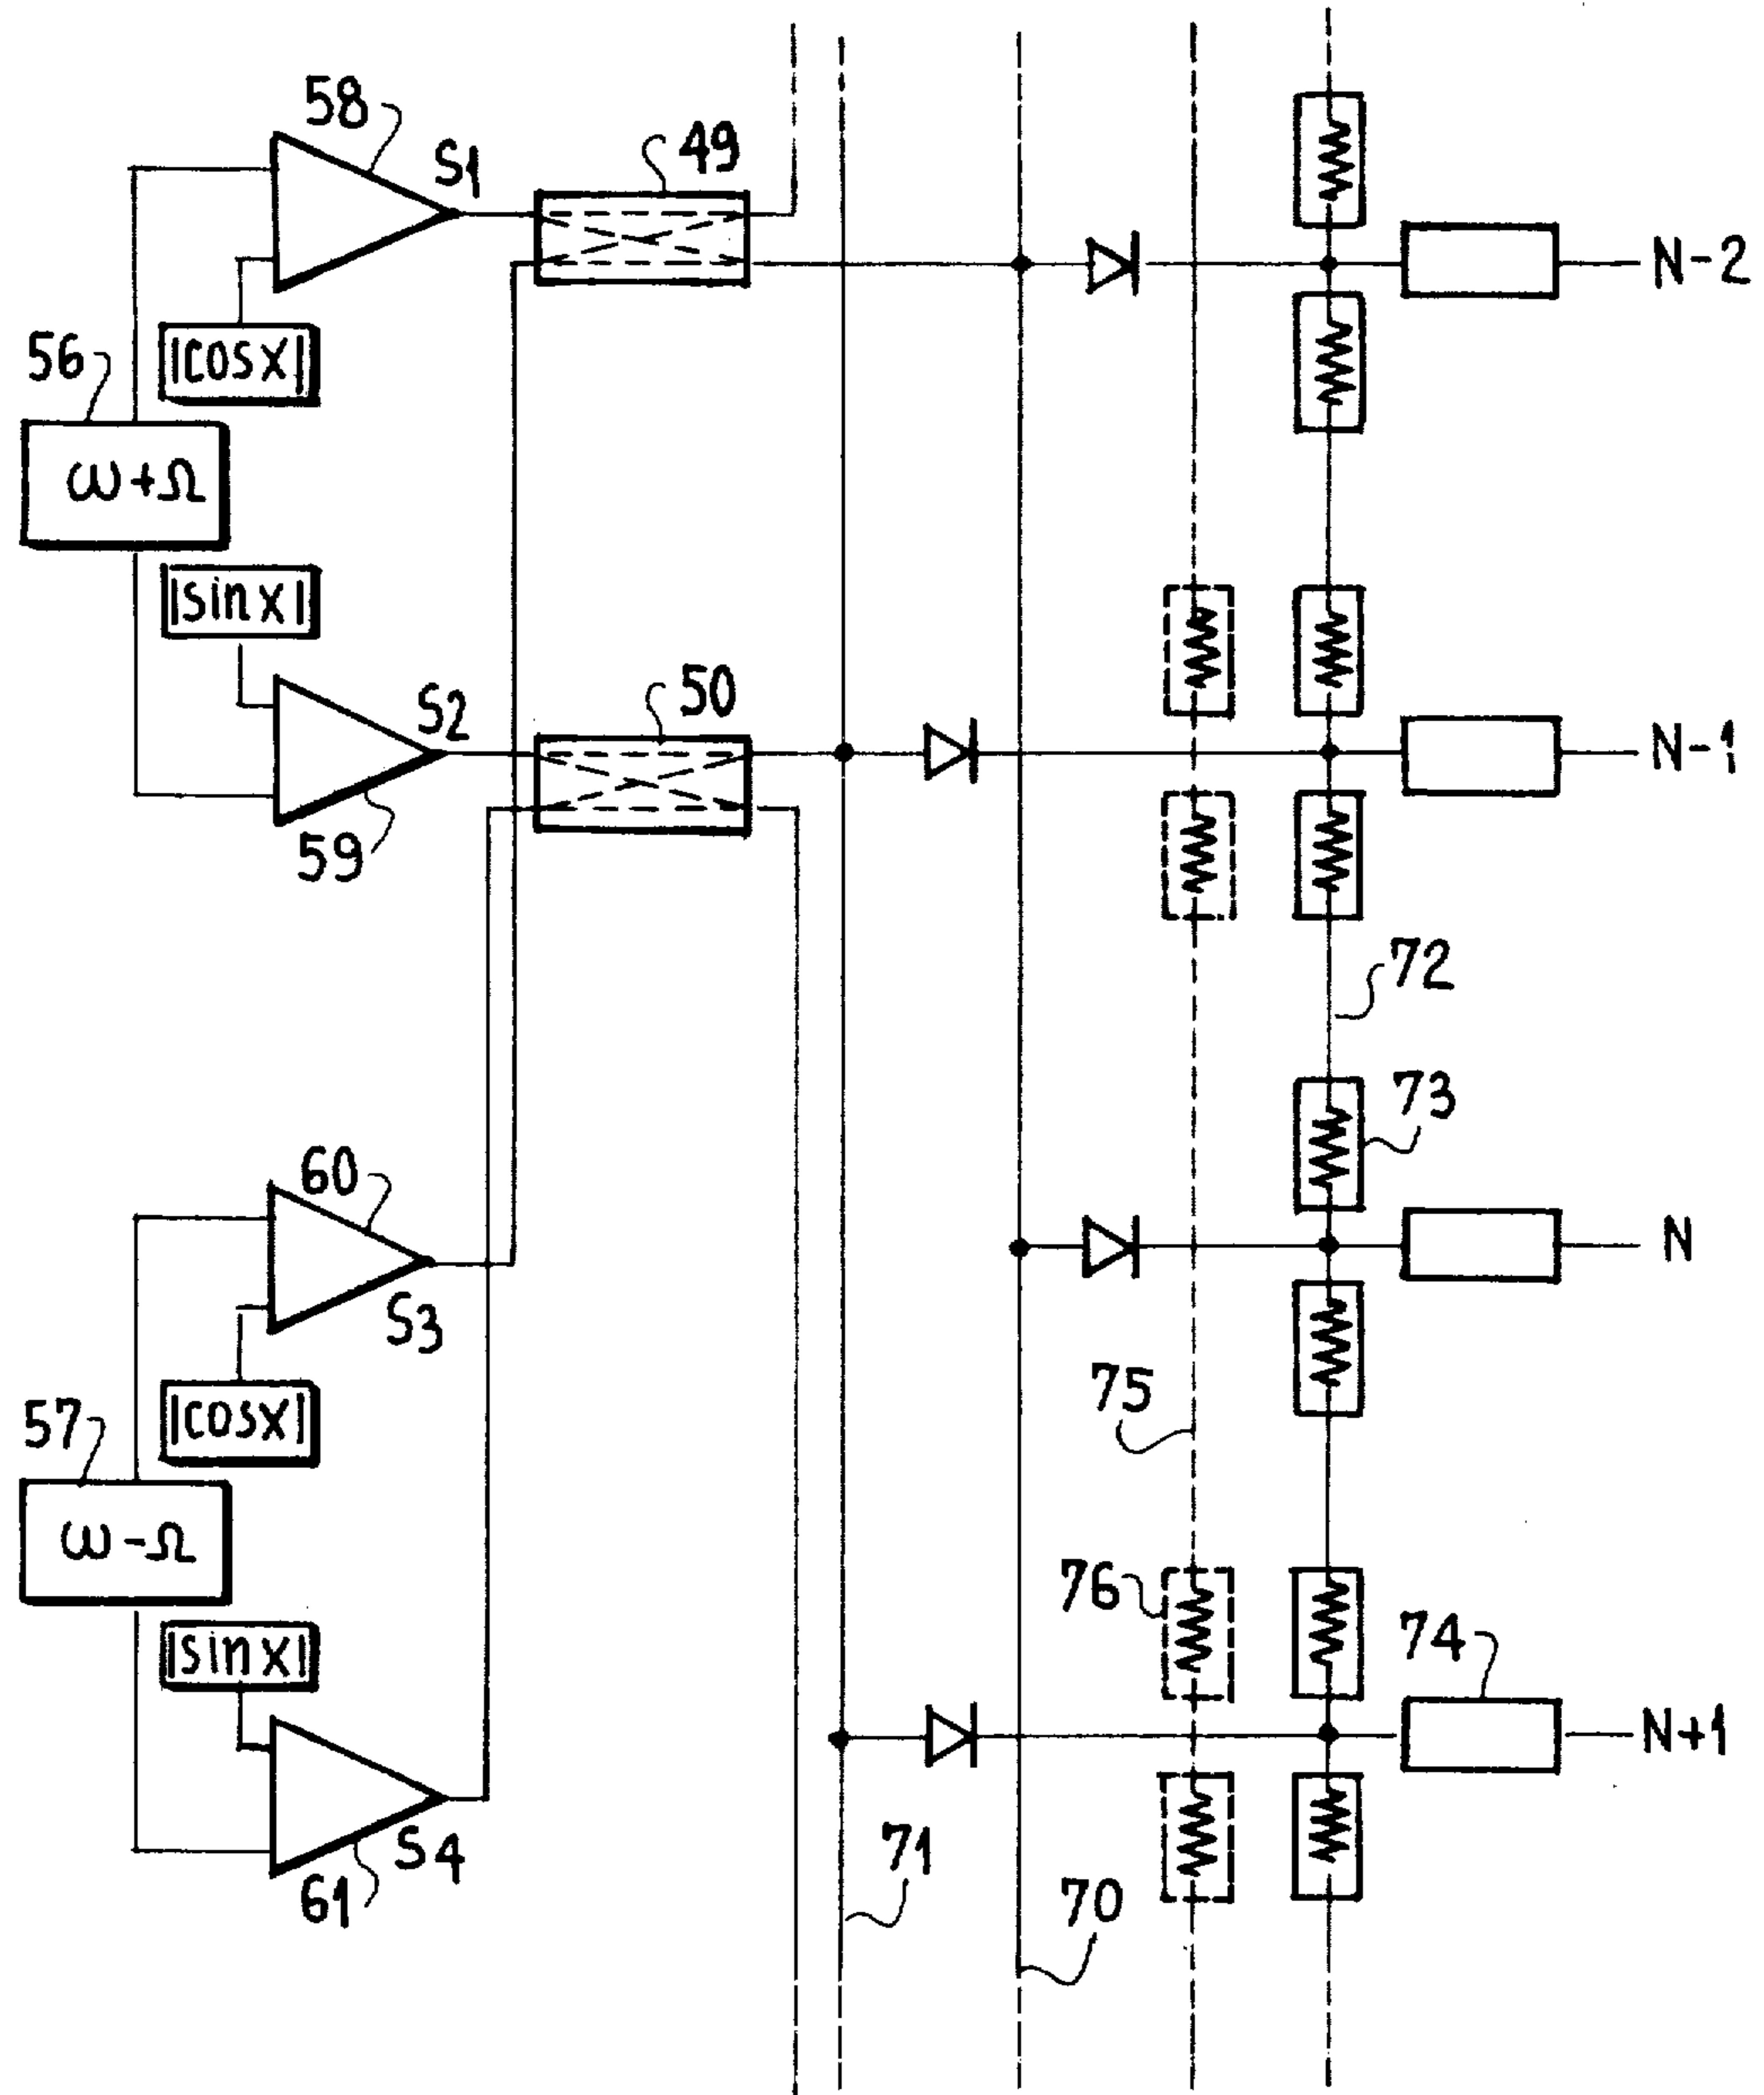 58
S1
49
N-2
56
|cosx|
ω+Ω
|sinx|
S2
50
N-1
59
72
73
60
N
S3
75
57
|cosx|
ω-Ω
76
|sinx|
74
N+1
S4
71
70
61